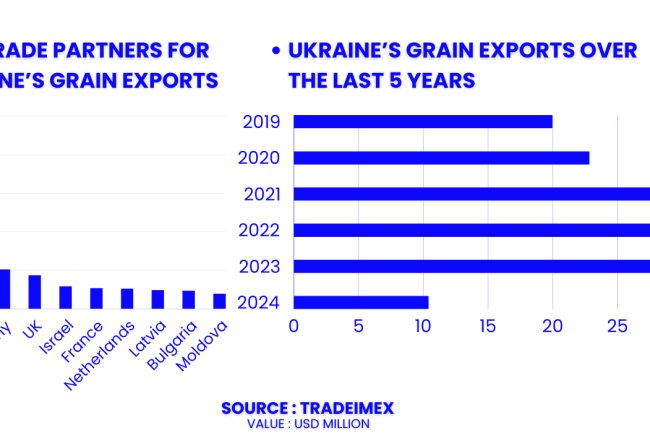 RADE PARTNERS FOR
NE'S GRAIN EXPORTS
• UKRAINE'S GRAIN EXPORTS OVER
THE LAST 5 YEARS
2019
2020
2021
2022
2023
2024
0 5 10 15 20 25
ny UK Israel France Netherlands Latvia Bulgaria Moldova
SOURCE : TRADEIMEX
VALUE : USD MILLION